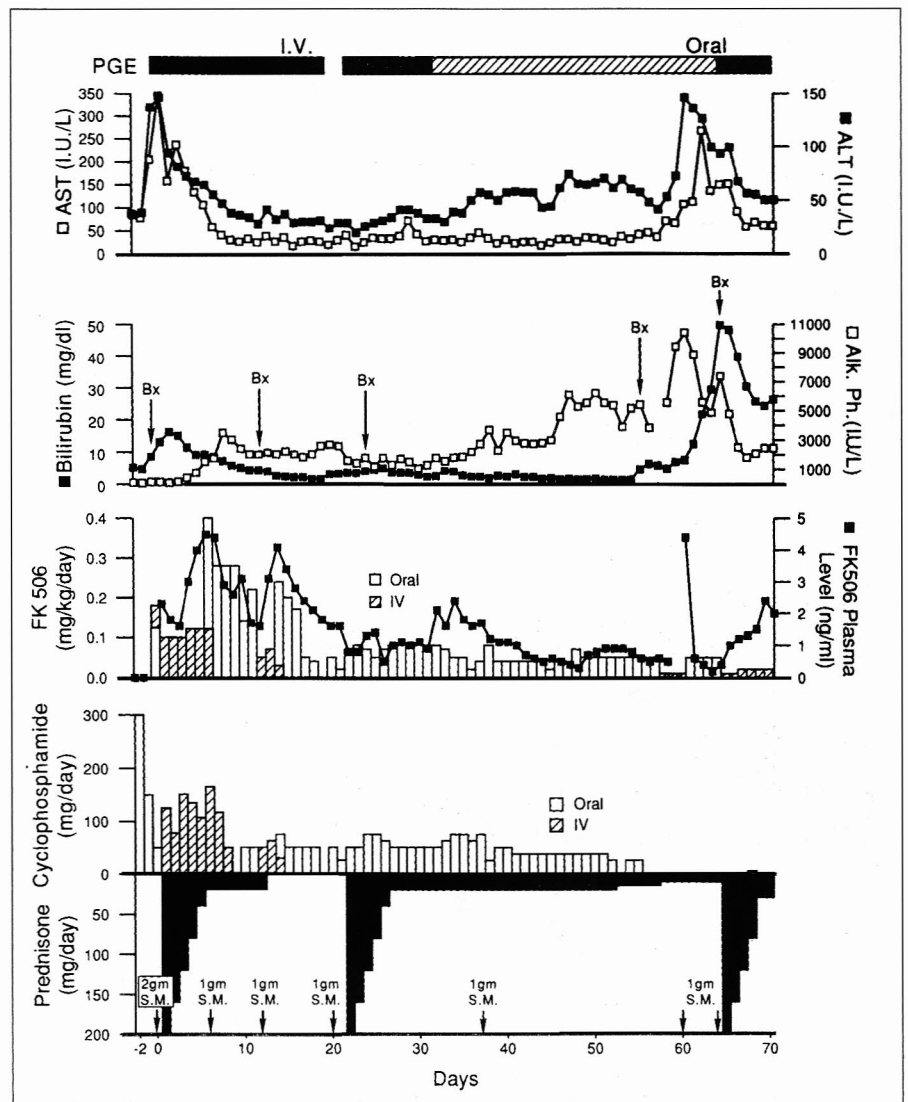 I.V.
Oral
PGE
350
300
250
200
150
100
50
0
□ AST (I.U./L)
150
100
50
0
■ ALT (I.U./L)
Bx
Bx
Bx
Bx
Bx
50
40
30
20
10
0
■ Bilirubin (mg/dl)
11000
9000
7000
5000
3000
1000
□ Alk. Ph.(IU/L)
0.4
0.3
0.2
0.1
0.0
FK 506
(mg/kg/day)
□ Oral
IV
5
4
3
2
1
0
■ FK506 Plasma
Level (ng/ml)
300
200
100
0
Cyclophosphamide
(mg/day)
□ Oral
IV
50
100
150
200
Prednisone
(mg/day)
2gm
S.M.
1gm
S.M.
1gm
S.M.
1gm
S.M.
1gm
S.M.
1gm
S.M.
-2 0 10 20 30 40 50 60 70
Days